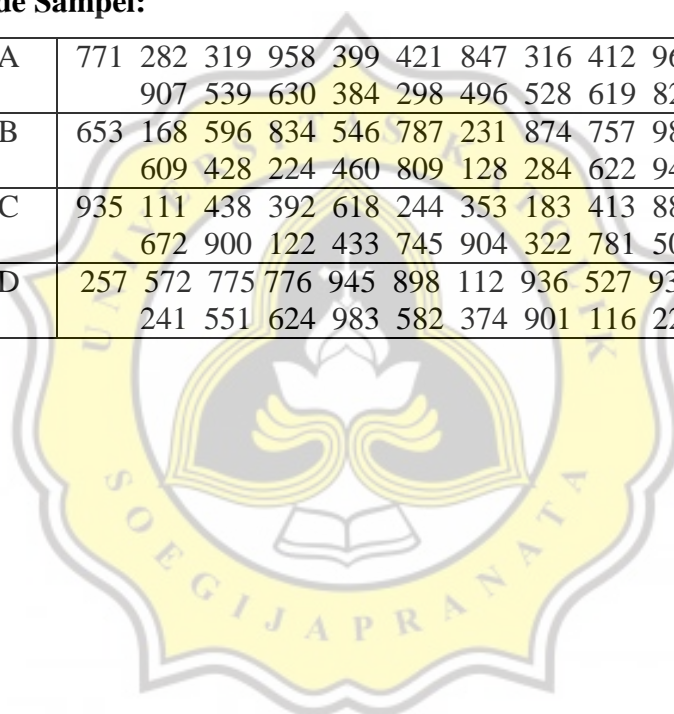 Sampel:
A 771 282 319 958 399 421 847 316 412
907 539 630 384 298 496 528 619
B 653 168 596 834 546 787 231 874 757
609 428 224 460 809 128 284 622
C 935 111 438 392 618 244 353 183 413
672 900 122 433 745 904 322 781
D 257 572 775 776 945 898 112 936 527
241 551 624 983 582 374 901 116
UNIVERSITAS KATOLIK
SOEGIJAPRANATA